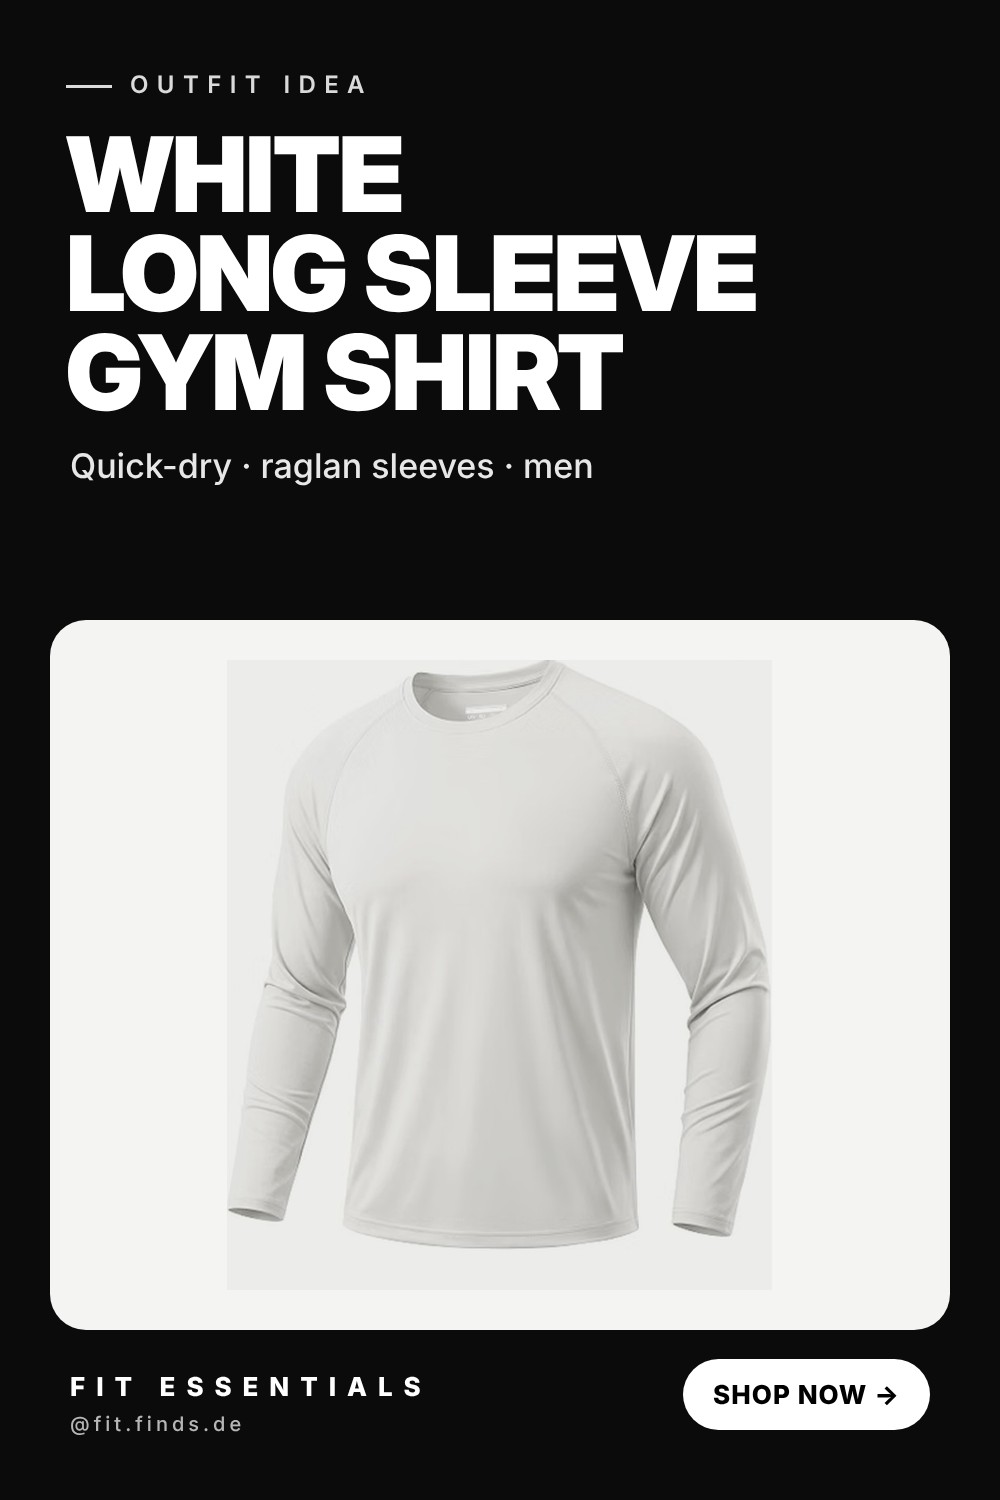 OUTFIT IDEA
WHITE
LONG SLEEVE
GYM SHIRT
Quick-dry · raglan sleeves · men
FIT ESSENTIALS
@fit.finds.de
SHOP NOW →